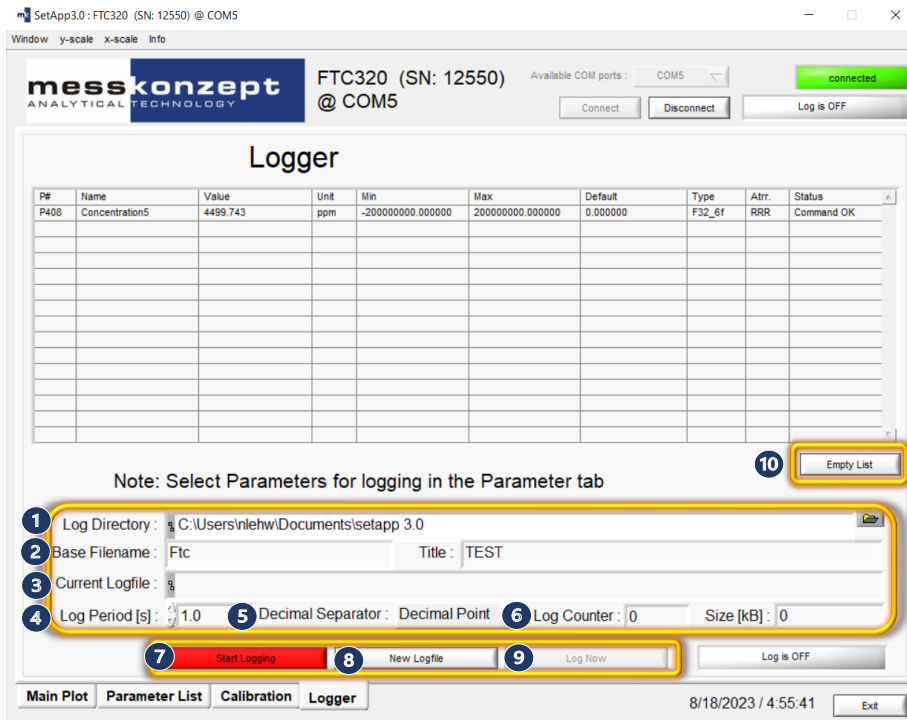 SetApp3.0 : FTC320 (SN: 12550) @ COM5
Window y-scale x-scale Info
messkonzept
ANALYTICAL TECHNOLOGY
FTC320 (SN: 12550)
@ COM5
Available COM ports : COM5
connected
Connect Disconnect Log is OFF
Logger
P# Name Value Unit Min Max Default Type Atrr. Status
P408 Concentration5 4499.743 ppm -200000000.000000 200000000.000000 0.000000 F32_6f RRR Command OK
10 Empty List
Note: Select Parameters for logging in the Parameter tab
1 Log Directory : C:\Users\nlehw\Documents\setapp 3.0
2 Base Filename : Ftc Title : TEST
3 Current Logfile :
4 Log Period [s] : 1.0 5 Decimal Separator : Decimal Point 6 Log Counter : 0 Size [kB] : 0
7 Start Logging 8 New Logfile 9 Log Now Log is OFF
Main Plot Parameter List Calibration Logger
8/18/2023 / 4:55:41 Exit